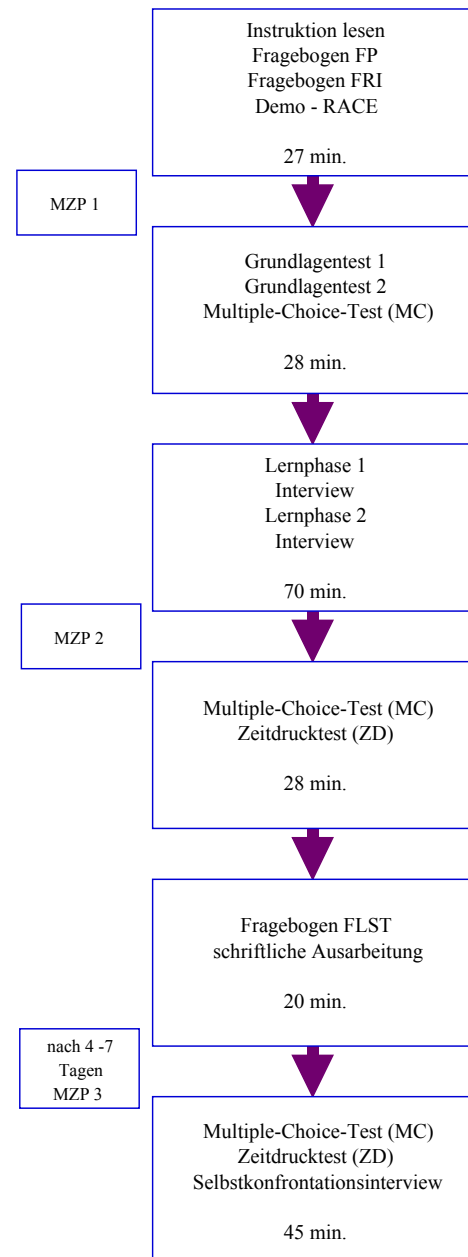 Instruktion lesen
Fragebogen FP
Fragebogen FRI
Demo - RACE
27 min.
MZP 1
Grundlagentest 1
Grundlagentest 2
Multiple-Choice-Test (MC)
28 min.
Lernphase 1
Interview
Lernphase 2
Interview
70 min.
MZP 2
Multiple-Choice-Test (MC)
Zeitdrucktest (ZD)
28 min.
Fragebogen FLST
schriftliche Ausarbeitung
20 min.
nach 4 -7
Tagen
MZP 3
Multiple-Choice-Test (MC)
Zeitdrucktest (ZD)
Selbstkonfrontationsinterview
45 min.